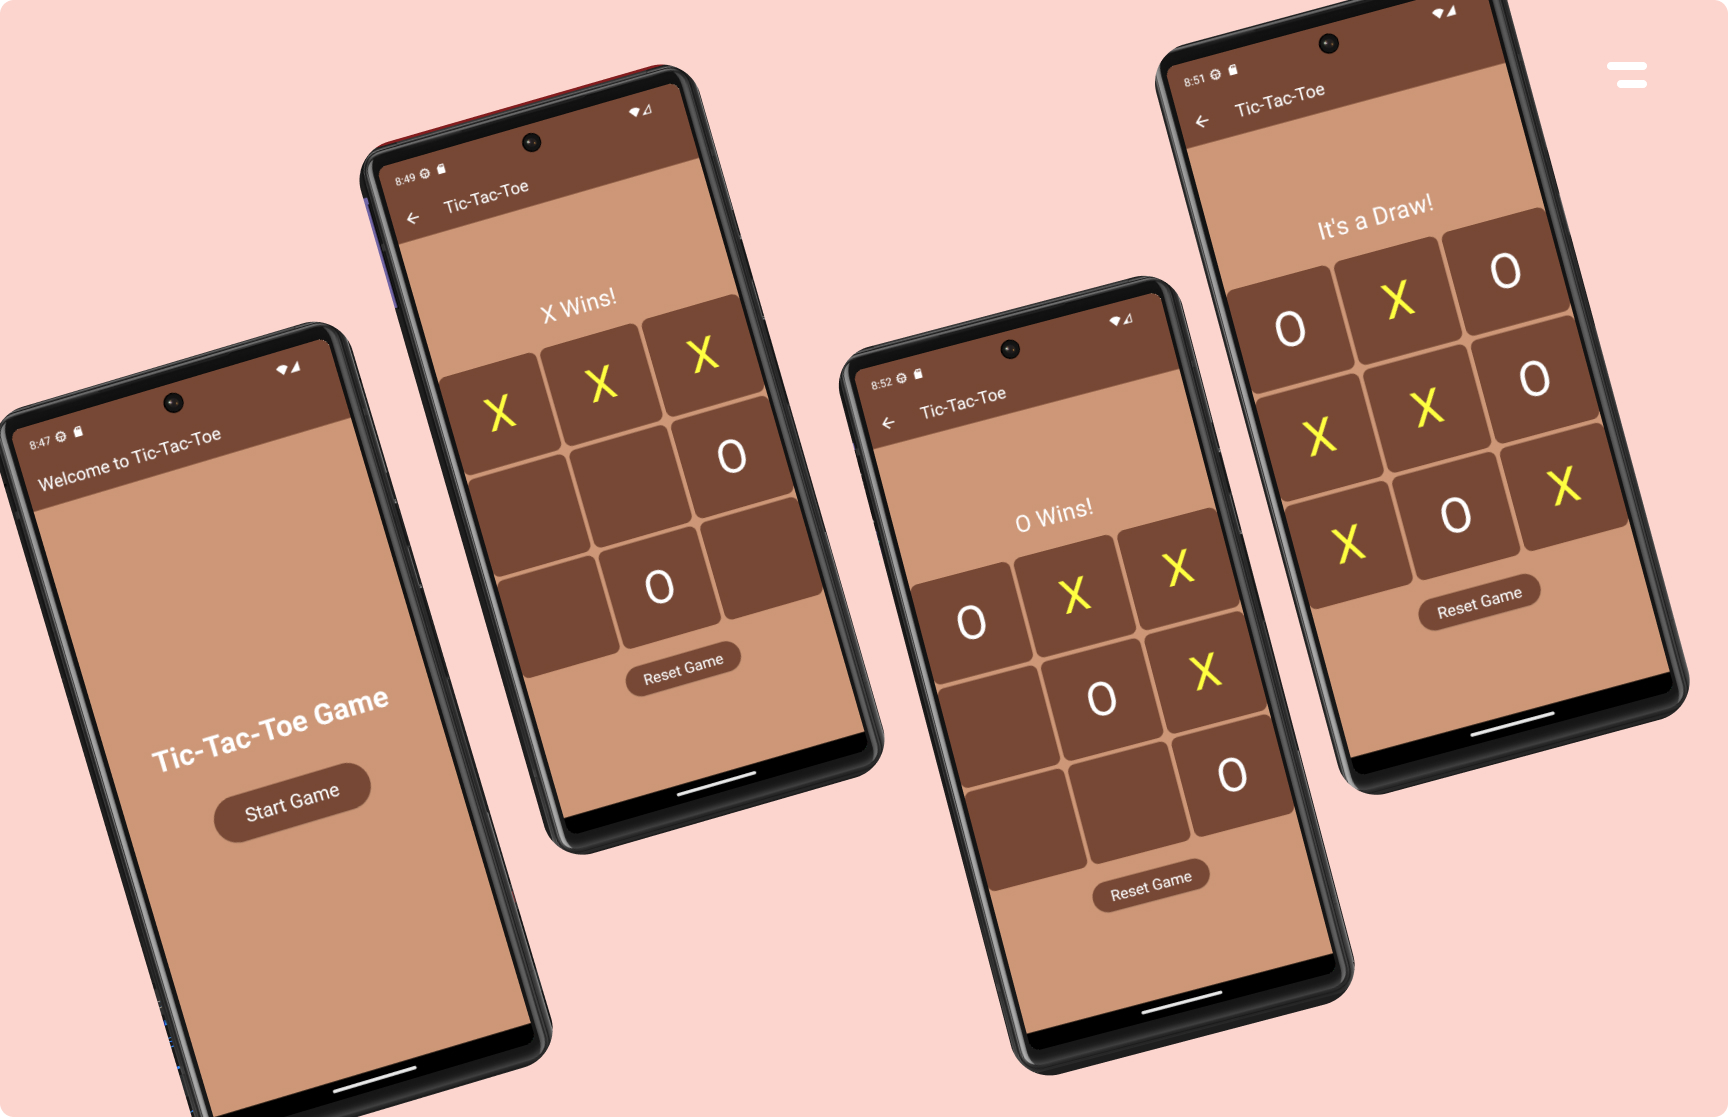 8:47
Welcome to Tic-Tac-Toe
Tic-Tac-Toe Game
Start Game
8:49
Tic-Tac-Toe
X Wins!
X X X
O
O
Reset Game
8:52
Tic-Tac-Toe
O Wins!
O X X
O X
O
Reset Game
8:51
Tic-Tac-Toe
It's a Draw!
O X O
X X O
X O X
Reset Game